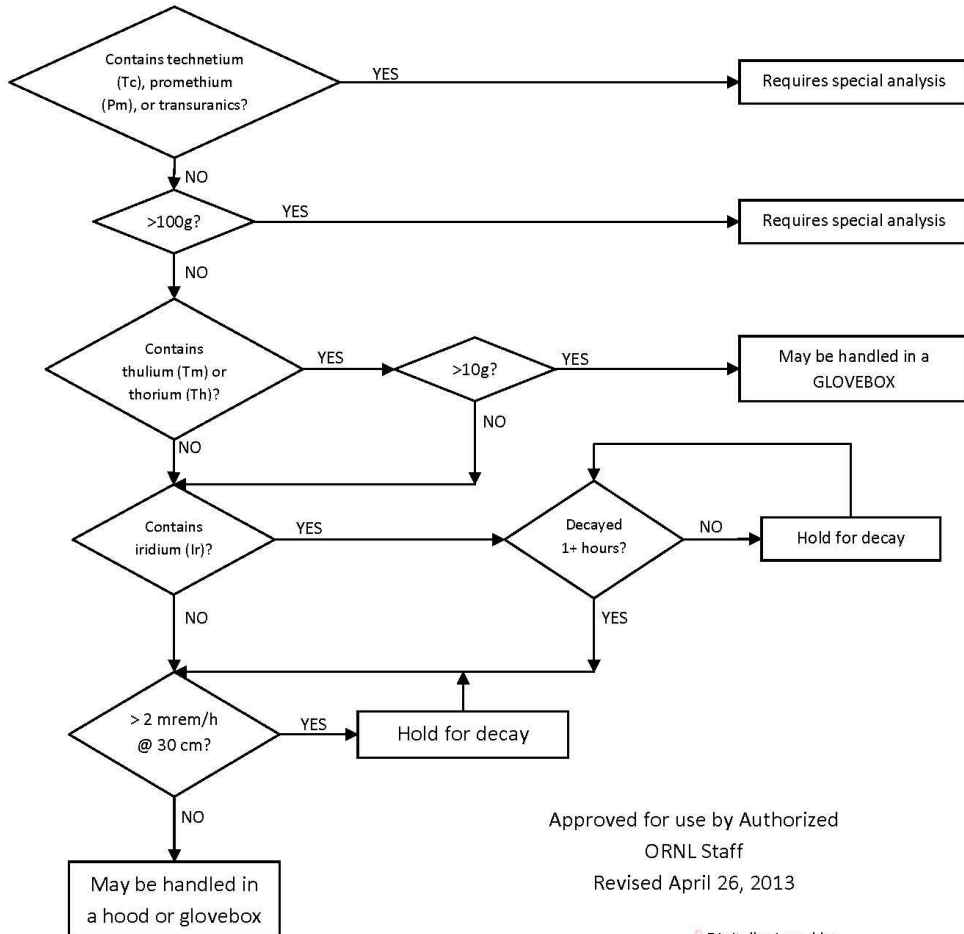 Contains technetium
(Tc), promethium
(Pm), or transuranics?
YES
Requires special analysis
NO
>100g?
YES
Requires special analysis
NO
Contains
thulium (Tm) or
thorium (Th)?
YES
>10g?
YES
May be handled in a
GLOVEBOX
NO
NO
Contains
iridium (Ir)?
YES
Decayed
1+ hours?
NO
Hold for decay
NO
YES
> 2 mrem/h
@ 30 cm?
YES
Hold for decay
NO
May be handled in
a hood or glovebox
Approved for use by Authorized
ORNL Staff
Revised April 26, 2013